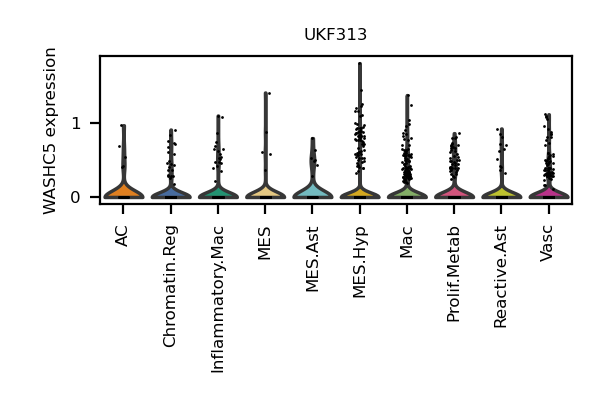 UKF313
WASHC5 expression
1
0
AC
Chromatin.Reg
Inflammatory.Mac
MES
MES.Ast
MES.Hyp
Mac
Prolif.Metab
Reactive.Ast
Vasc